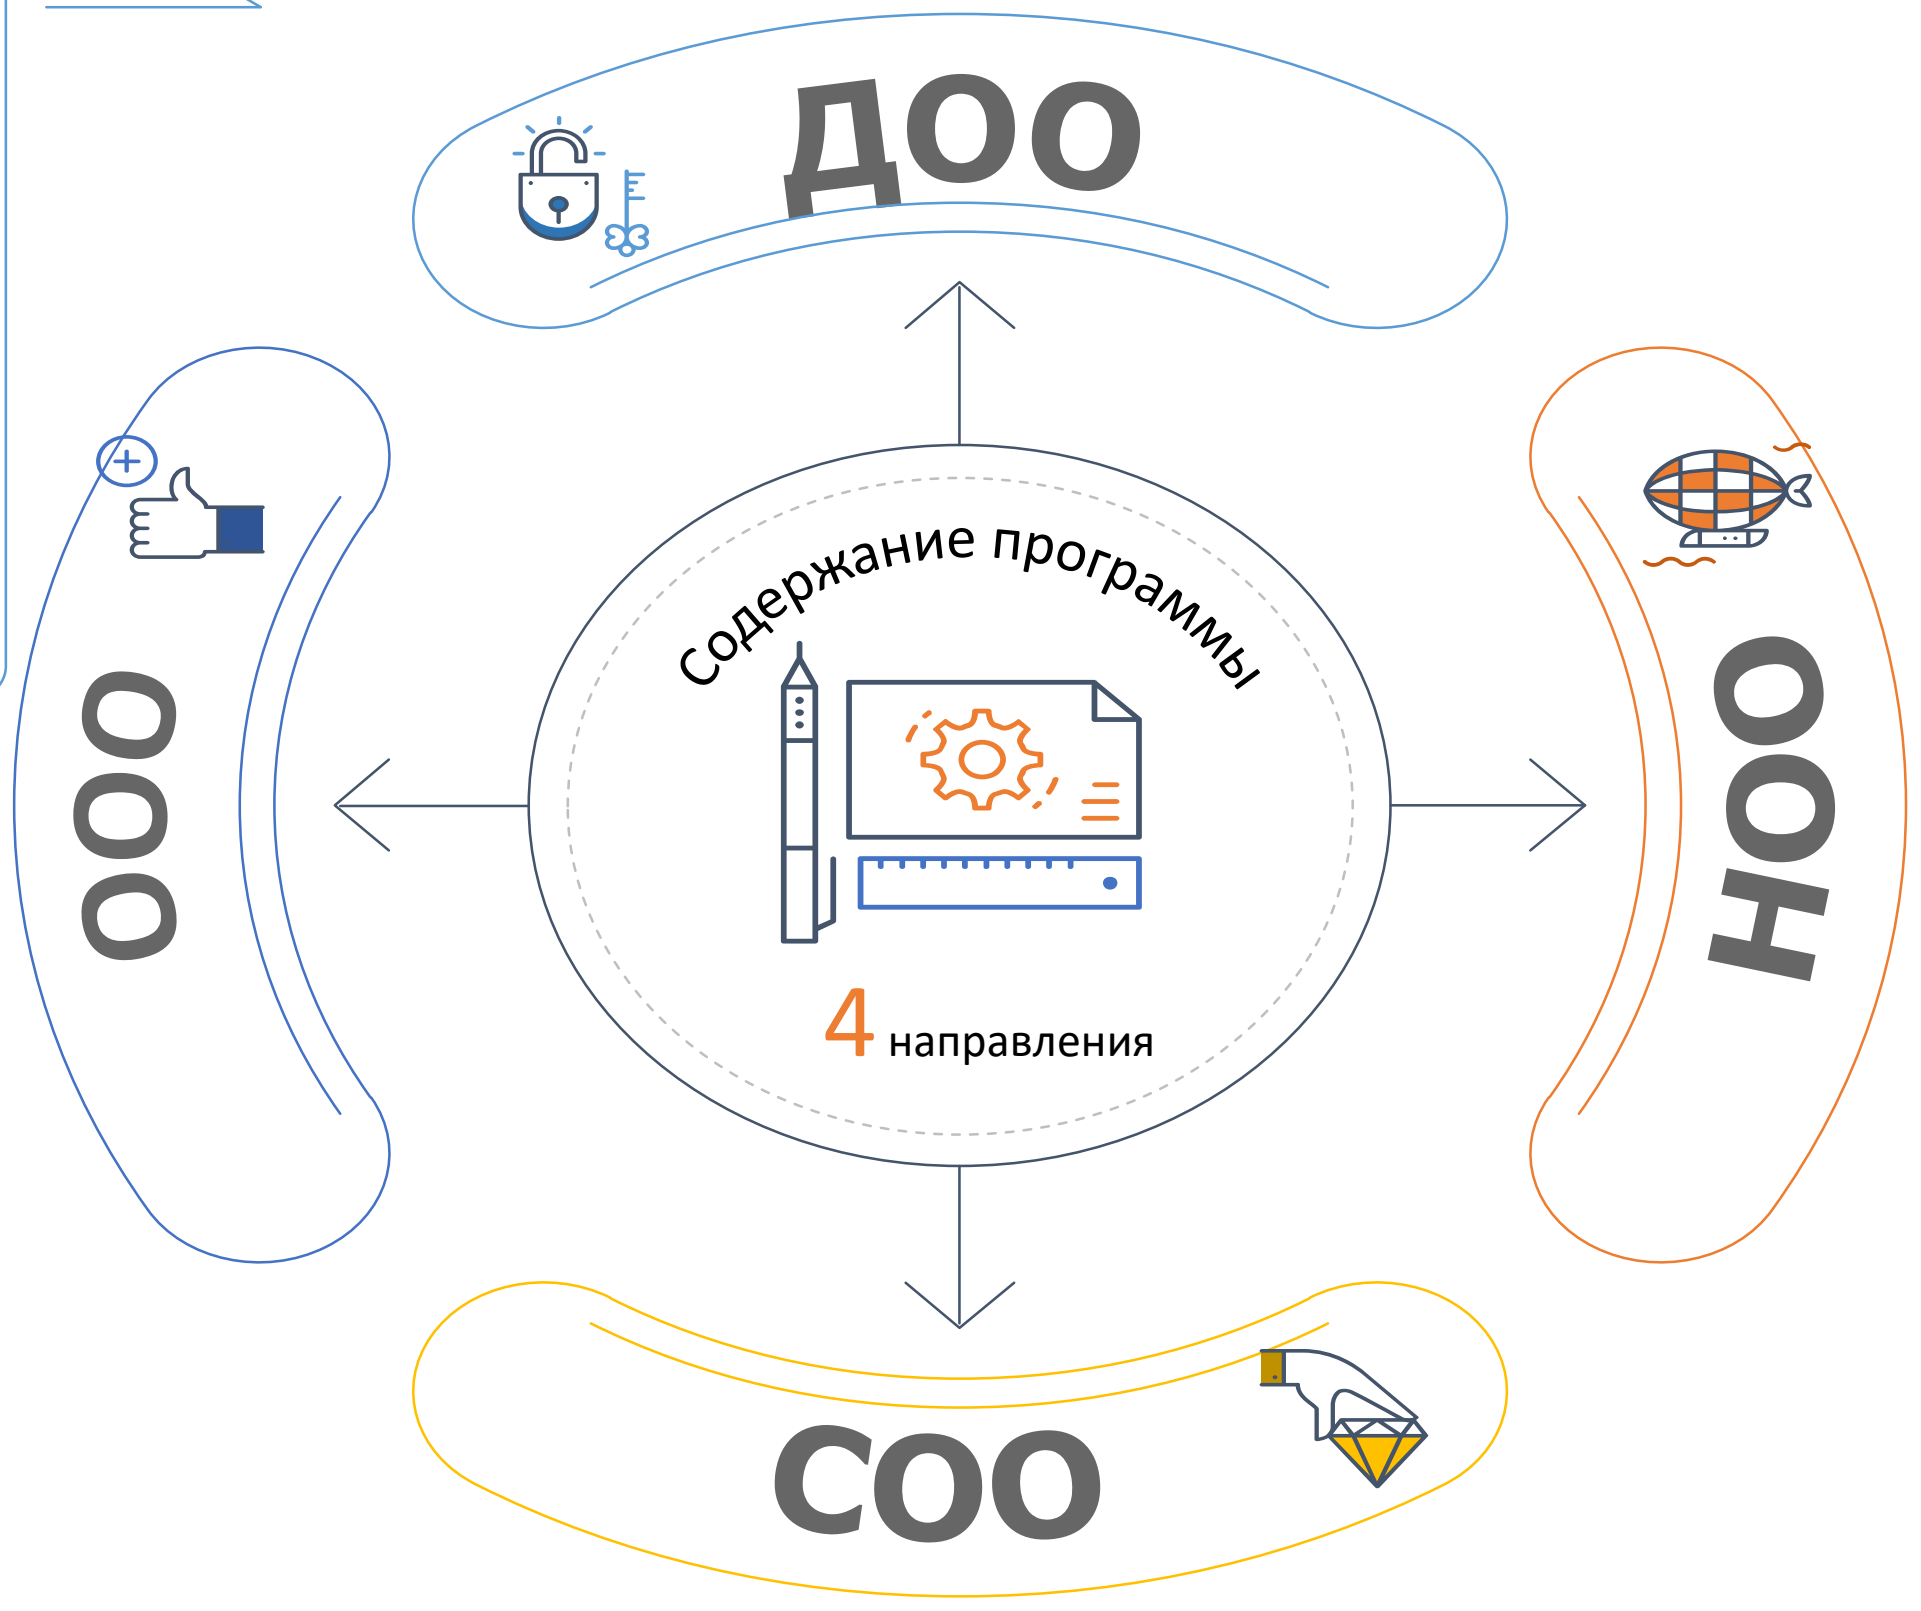 ДОО
Содержание программы
ООО
НОО
4 направления
СОО